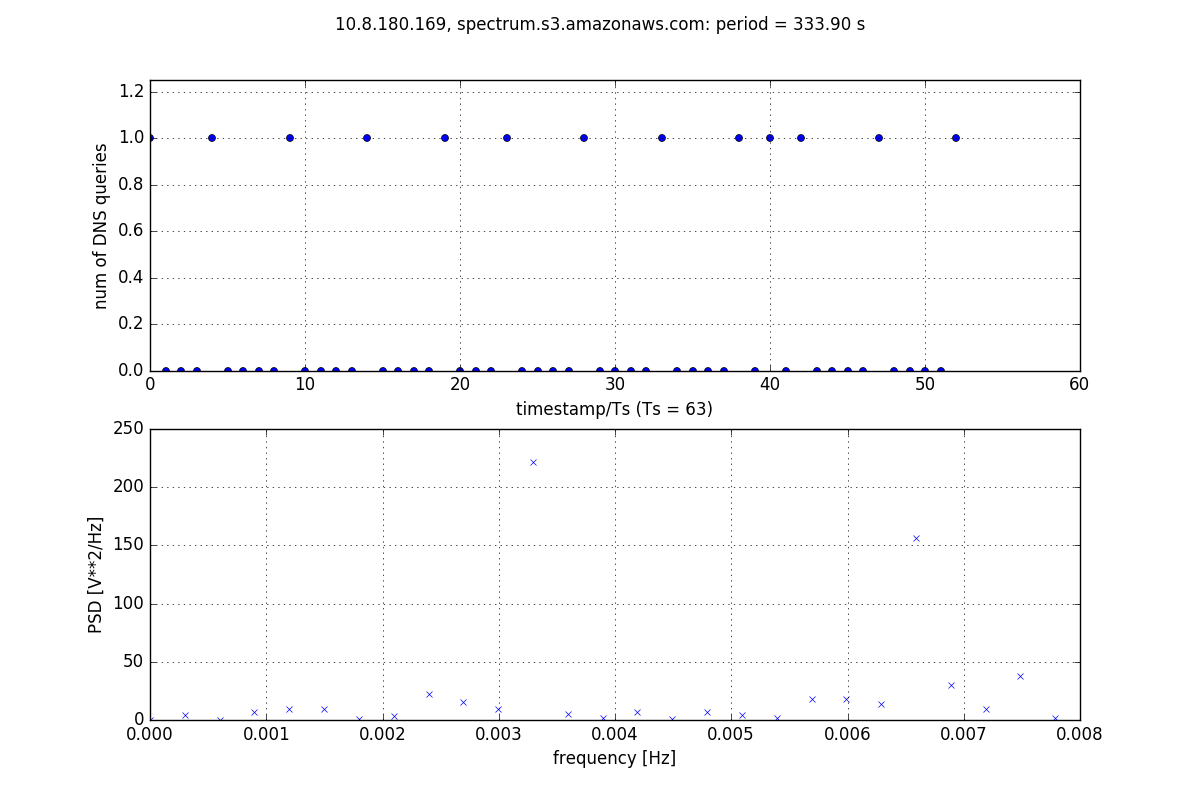 10.8.180.169, spectrum.s3.amazonaws.com: period = 333.90 s
1.2
1.0
0.8
0.6
0.4
0.2
0.0
num of DNS queries
0 10 20 30 40 50 60
timestamp/Ts (Ts = 63)
250
200
150
100
50
0
PSD [V**2/Hz]
0.000 0.001 0.002 0.003 0.004 0.005 0.006 0.007 0.008
frequency [Hz]